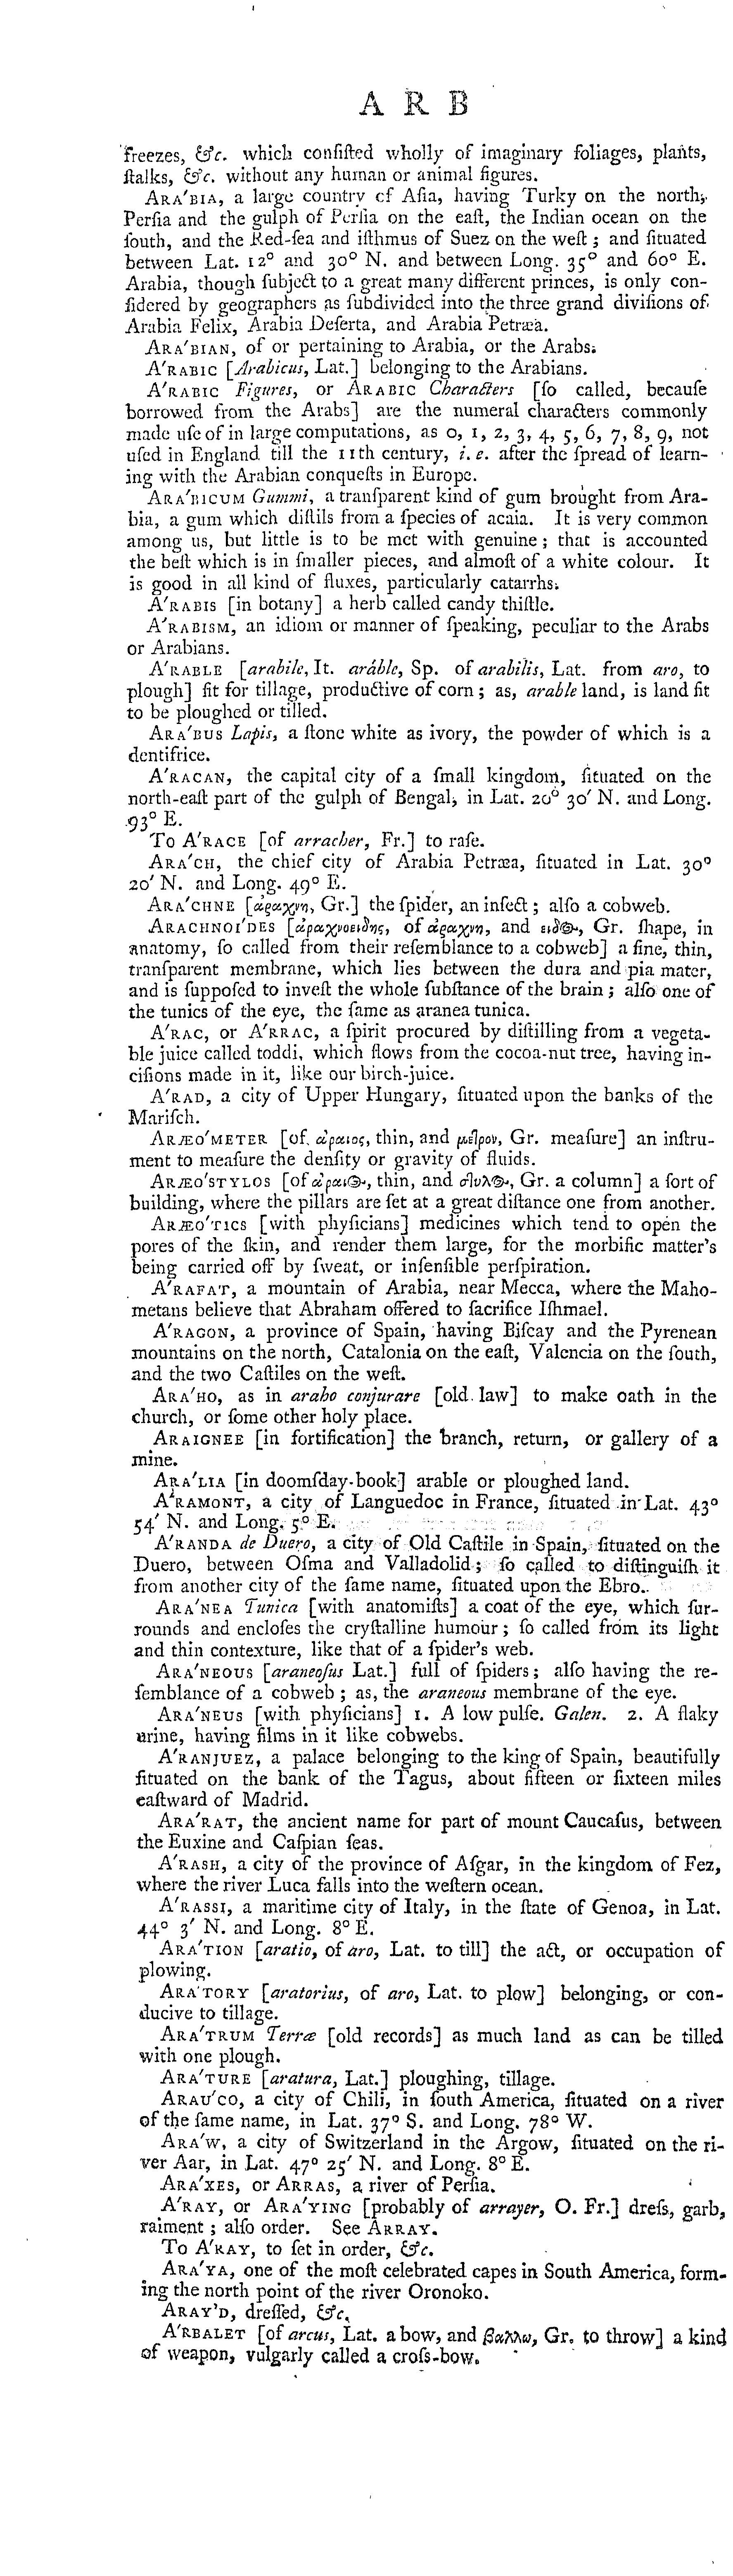 A R B
freezes, &c. which conſiſted wholly of imaginary foliages, plants,
ſtalks, &c. without any human or animal figures.
ARA′BIA, a large country of Aſia, having Turky on the north,
Perſia and the gulph of Perſia on the eaſt, the Indian ocean on the
ſouth, and the Red-ſea and iſthmus of Suez on the weſt; and ſituated
between Lat. 12° and 30° N. and between Long. 35° and 60° E.
Arabia, though ſubject to a great many different princes, is only con-
ſidered by geographers as ſubdivided into the three grand diviſions of
Arabia Felix, Arabia Deſerta, and Arabia Petræa.
ARA′BIAN, of or pertaining to Arabia, or the Arabs.
A′RABIC [Arabicus, Lat.] belonging to the Arabians.
A′RABIC Figures, or ARABIC Characters [ſo called, becauſe
borrowed from the Arabs] are the numeral characters commonly
made uſe of in large computations, as 0, 1, 2, 3, 4, 5, 6, 7, 8, 9, not
uſed in England till the 11th century, i. e. after the ſpread of learn-
ing with the Arabian conqueſts in Europe.
ARA′BICUM Gummi, a tranſparent kind of gum brought from Ara-
bia, a gum which diſtils from a ſpecies of acaia. It is very common
among us, but little is to be met with genuine; that is accounted
the beſt which is in ſmaller pieces, and almoſt of a white colour. It
is good in all kind of fluxes, particularly catarrhs.
A′RABIS [in botany] a herb called candy thiſtle.
A′RABISM, an idiom or manner of ſpeaking, peculiar to the Arabs
or Arabians.
A′RABLE [arabile, It. aráble, Sp. of arabilis, Lat. from aro, to
plough] fit for tillage, productive of corn; as, arable land, is land fit
to be ploughed or tilled.
ARA′BUS Lapis, a ſtone white as ivory, the powder of which is a
dentifrice.
A′RACAN, the capital city of a ſmall kingdom, ſituated on the
north-eaſt part of the gulph of Bengal, in Lat. 20° 30′ N. and Long.
93° E.
To A′RACE [of arracher, Fr.] to raſe.
ARA′CH, the chief city of Arabia Petræa, ſituated in Lat. 30°
20′ N. and Long. 49° E.
ARA′CHNE [ἀραχνη, Gr.] the ſpider, an inſect; alſo a cobweb.
ARACHNOI′DES [ἀραχνοειδης, of ἀραχνη, and ειδος, Gr. ſhape, in
anatomy, ſo called from their reſemblance to a cobweb] a fine, thin,
tranſparent membrane, which lies between the dura and pia mater,
and is ſuppoſed to inveſt the whole ſubſtance of the brain; alſo one of
the tunics of the eye, the ſame as aranea tunica.
A′RAC, or A′RRAC, a ſpirit procured by diſtilling from a vegeta-
ble juice called toddi, which flows from the cocoa-nut tree, having in-
ciſions made in it, like our birch-juice.
A′RAD, a city of Upper Hungary, ſituated upon the banks of the
Mariſch.
ARÆO′METER [of ἀραιος, thin, and μετρον, Gr. meaſure] an inſtru-
ment to meaſure the denſity or gravity of fluids.
ARÆO′STYLOS [of ἀραιος, thin, and στυλος, Gr. a column] a ſort of
building, where the pillars are ſet at a great diſtance one from another.
ARÆO′TICS [with phyſicians] medicines which tend to open the
pores of the ſkin, and render them large, for the morbific matter's
being carried off by ſweat, or inſenſible perſpiration.
A′RAFAT, a mountain of Arabia, near Mecca, where the Maho-
metans believe that Abraham offered to ſacrifice Iſhmael.
A′RAGON, a province of Spain, having Biſcay and the Pyrenean
mountains on the north, Catalonia on the eaſt, Valencia on the ſouth,
and the two Caſtiles on the weſt.
ARA′HO, as in araho conjurare [old law] to make oath in the
church, or ſome other holy place.
ARAIGNEE [in fortification] the branch, return, or gallery of a
mine.
ARA′LIA [in doomſday-book] arable or ploughed land.
A′RAMONT, a city of Languedoc in France, ſituated in Lat. 43°
54′ N. and Long. 5° E.
A′RANDA de Duero, a city of Old Caſtile in Spain, ſituated on the
Duero, between Oſma and Valladolid; ſo called to diſtinguiſh it
from another city of the ſame name, ſituated upon the Ebro.
ARA′NEA Tunica [with anatomiſts] a coat of the eye, which ſur-
rounds and encloſes the cryſtalline humour; ſo called from its light
and thin contexture, like that of a ſpider's web.
ARA′NEOUS [araneoſus Lat.] full of ſpiders; alſo having the re-
ſemblance of a cobweb; as, the araneous membrane of the eye.
ARA′NEUS [with phyſicians] 1. A low pulſe. Galen. 2. A flaky
urine, having films in it like cobwebs.
A′RANJUEZ, a palace belonging to the king of Spain, beautifully
ſituated on the bank of the Tagus, about fifteen or ſixteen miles
eaſtward of Madrid.
ARA′RAT, the ancient name for part of mount Caucaſus, between
the Euxine and Caſpian ſeas.
A′RASH, a city of the province of Aſgar, in the kingdom of Fez,
where the river Luca falls into the weſtern ocean.
A′RASSI, a maritime city of Italy, in the ſtate of Genoa, in Lat.
44° 3′ N. and Long. 8° E.
ARA′TION [aratio, of aro, Lat. to till] the act, or occupation of
plowing.
ARA′TORY [aratorius, of aro, Lat. to plow] belonging, or con-
ducive to tillage.
ARA′TRUM Terræ [old records] as much land as can be tilled
with one plough.
ARA′TURE [aratura, Lat.] ploughing, tillage.
ARAU′CO, a city of Chili, in ſouth America, ſituated on a river
of the ſame name, in Lat. 37° S. and Long. 78° W.
ARA′W, a city of Switzerland in the Argow, ſituated on the ri-
ver Aar, in Lat. 47° 25′ N. and Long. 8° E.
ARA′XES, or ARRAS, a river of Perſia.
A′RAY, or ARA′YING [probably of arrayer, O. Fr.] dreſs, garb,
raiment; alſo order. See ARRAY.
To A′RAY, to ſet in order, &c.
ARA′YA, one of the moſt celebrated capes in South America, form-
ing the north point of the river Oronoko.
ARAY′D, dreſſed, &c.
A′RBALET [of arcus, Lat. a bow, and βαλλω, Gr. to throw] a kind
of weapon, vulgarly called a croſs-bow.